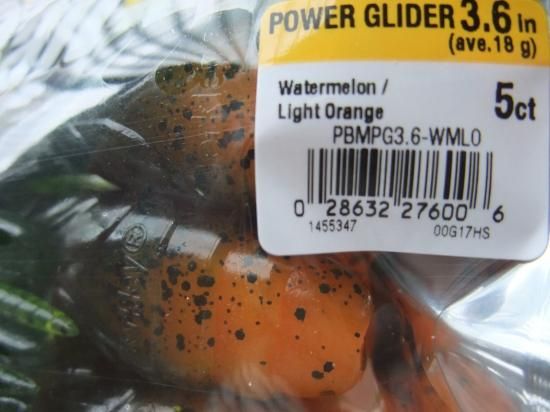 POWER GLIDER 3.6 in
(ave.18 g)
Watermelon /
Light Orange
5ct
PBMPG3.6-WMLO
0 28632 27600 6
1455347
00G17HS